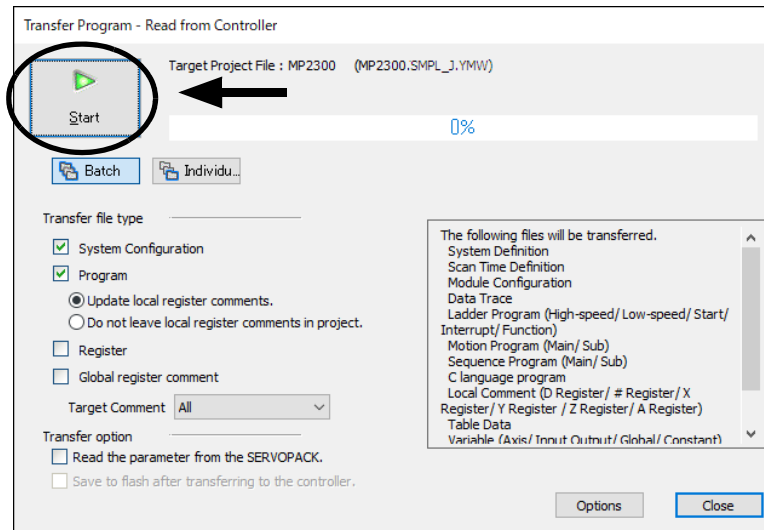 Transfer Program - Read from Controller
Target Project File : MP2300 (MP2300.SMPL_J.YMW)
Start
0%
Batch
Individu...
Transfer file type
System Configuration
Program
Update local register comments.
Do not leave local register comments in project.
Register
Global register comment
Target Comment All
Transfer option
Read the parameter from the SERVOPACK.
Save to flash after transferring to the controller.
The following files will be transferred.
System Definition
Scan Time Definition
Module Configuration
Data Trace
Ladder Program (High-speed/ Low-speed/ Start/
Interrupt/ Function)
Motion Program (Main/ Sub)
Sequence Program (Main/ Sub)
C language program
Local Comment (D Register/ # Register/ X
Register/ Y Register / Z Register/ A Register)
Table Data
Variable (Axis/ Input Output/ Global/ Constant)
Options
Close